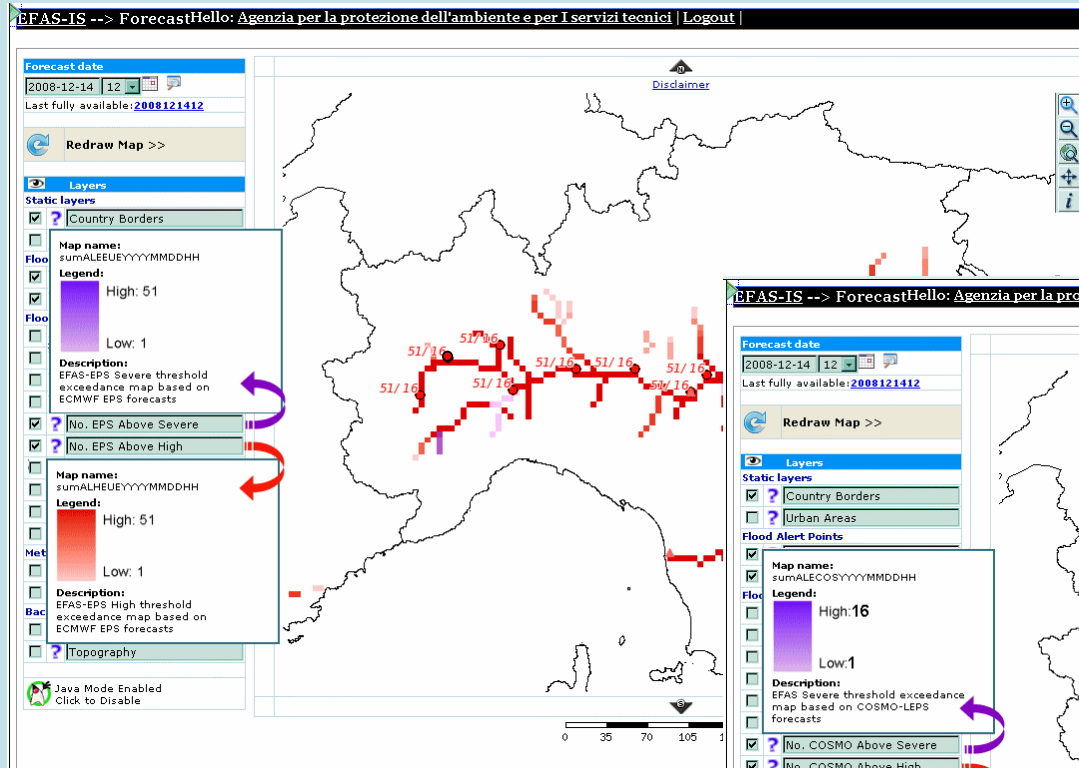 EFAS-IS --> Forecast Hello: Agenzia per la protezione dell'ambiente e per I servizi tecnici | Logout |
Forecast date
2008-12-14 12
Last fully available:2008121412
Redraw Map >>
Layers
Static layers
? Country Borders
Floo
Floo
Map name:
sumALEEUEYYYYMMDDHH
Legend:
High: 51
Low: 1
Description:
EFAS-EPS Severe threshold
exceedance map based on
ECMWF EPS forecasts
? No. EPS Above Severe
? No. EPS Above High
Map name:
sumALHEUEYYYYMMDDHH
Legend:
High: 51
Low: 1
Description:
EFAS-EPS High threshold
exceedance map based on
ECMWF EPS forecasts
Met
Bac
? Topography
Java Mode Enabled
Click to Disable
N
Disclaimer
51/ 16
51/ 16
51/ 16
51/ 16
51/ 16
51/ 16
51/ 16
51/ 16
S
0 35 70 105 1
i
EFAS-IS --> Forecast Hello: Agenzia per la pro
Forecast date
2008-12-14 12
Last fully available:2008121412
Redraw Map >>
Layers
Static layers
? Country Borders
? Urban Areas
Flood Alert Points
Floo
Map name:
sumALECOSYYYYMMDDHH
Legend:
High:16
Low:1
Description:
EFAS Severe threshold exceedance
map based on COSMO-LEPS
forecasts
? No. COSMO Above Severe
? No. COSMO Above High